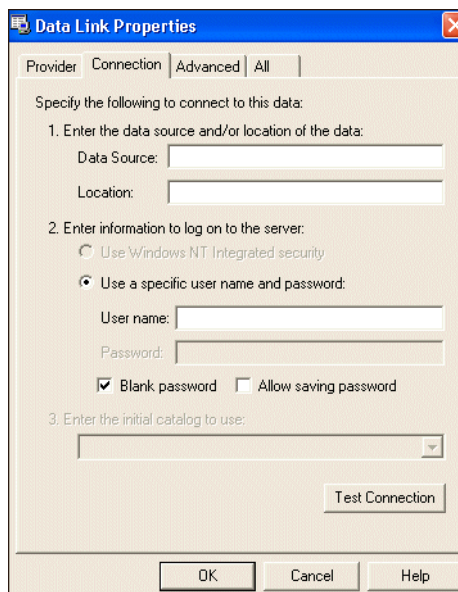 Data Link Properties
Provider Connection Advanced All
Specify the following to connect to this data:
1. Enter the data source and/or location of the data:
Data Source:
Location:
2. Enter information to log on to the server:
Use Windows NT Integrated security
Use a specific user name and password:
User name:
Password:
Blank password Allow saving password
3. Enter the initial catalog to use:
Test Connection
OK Cancel Help